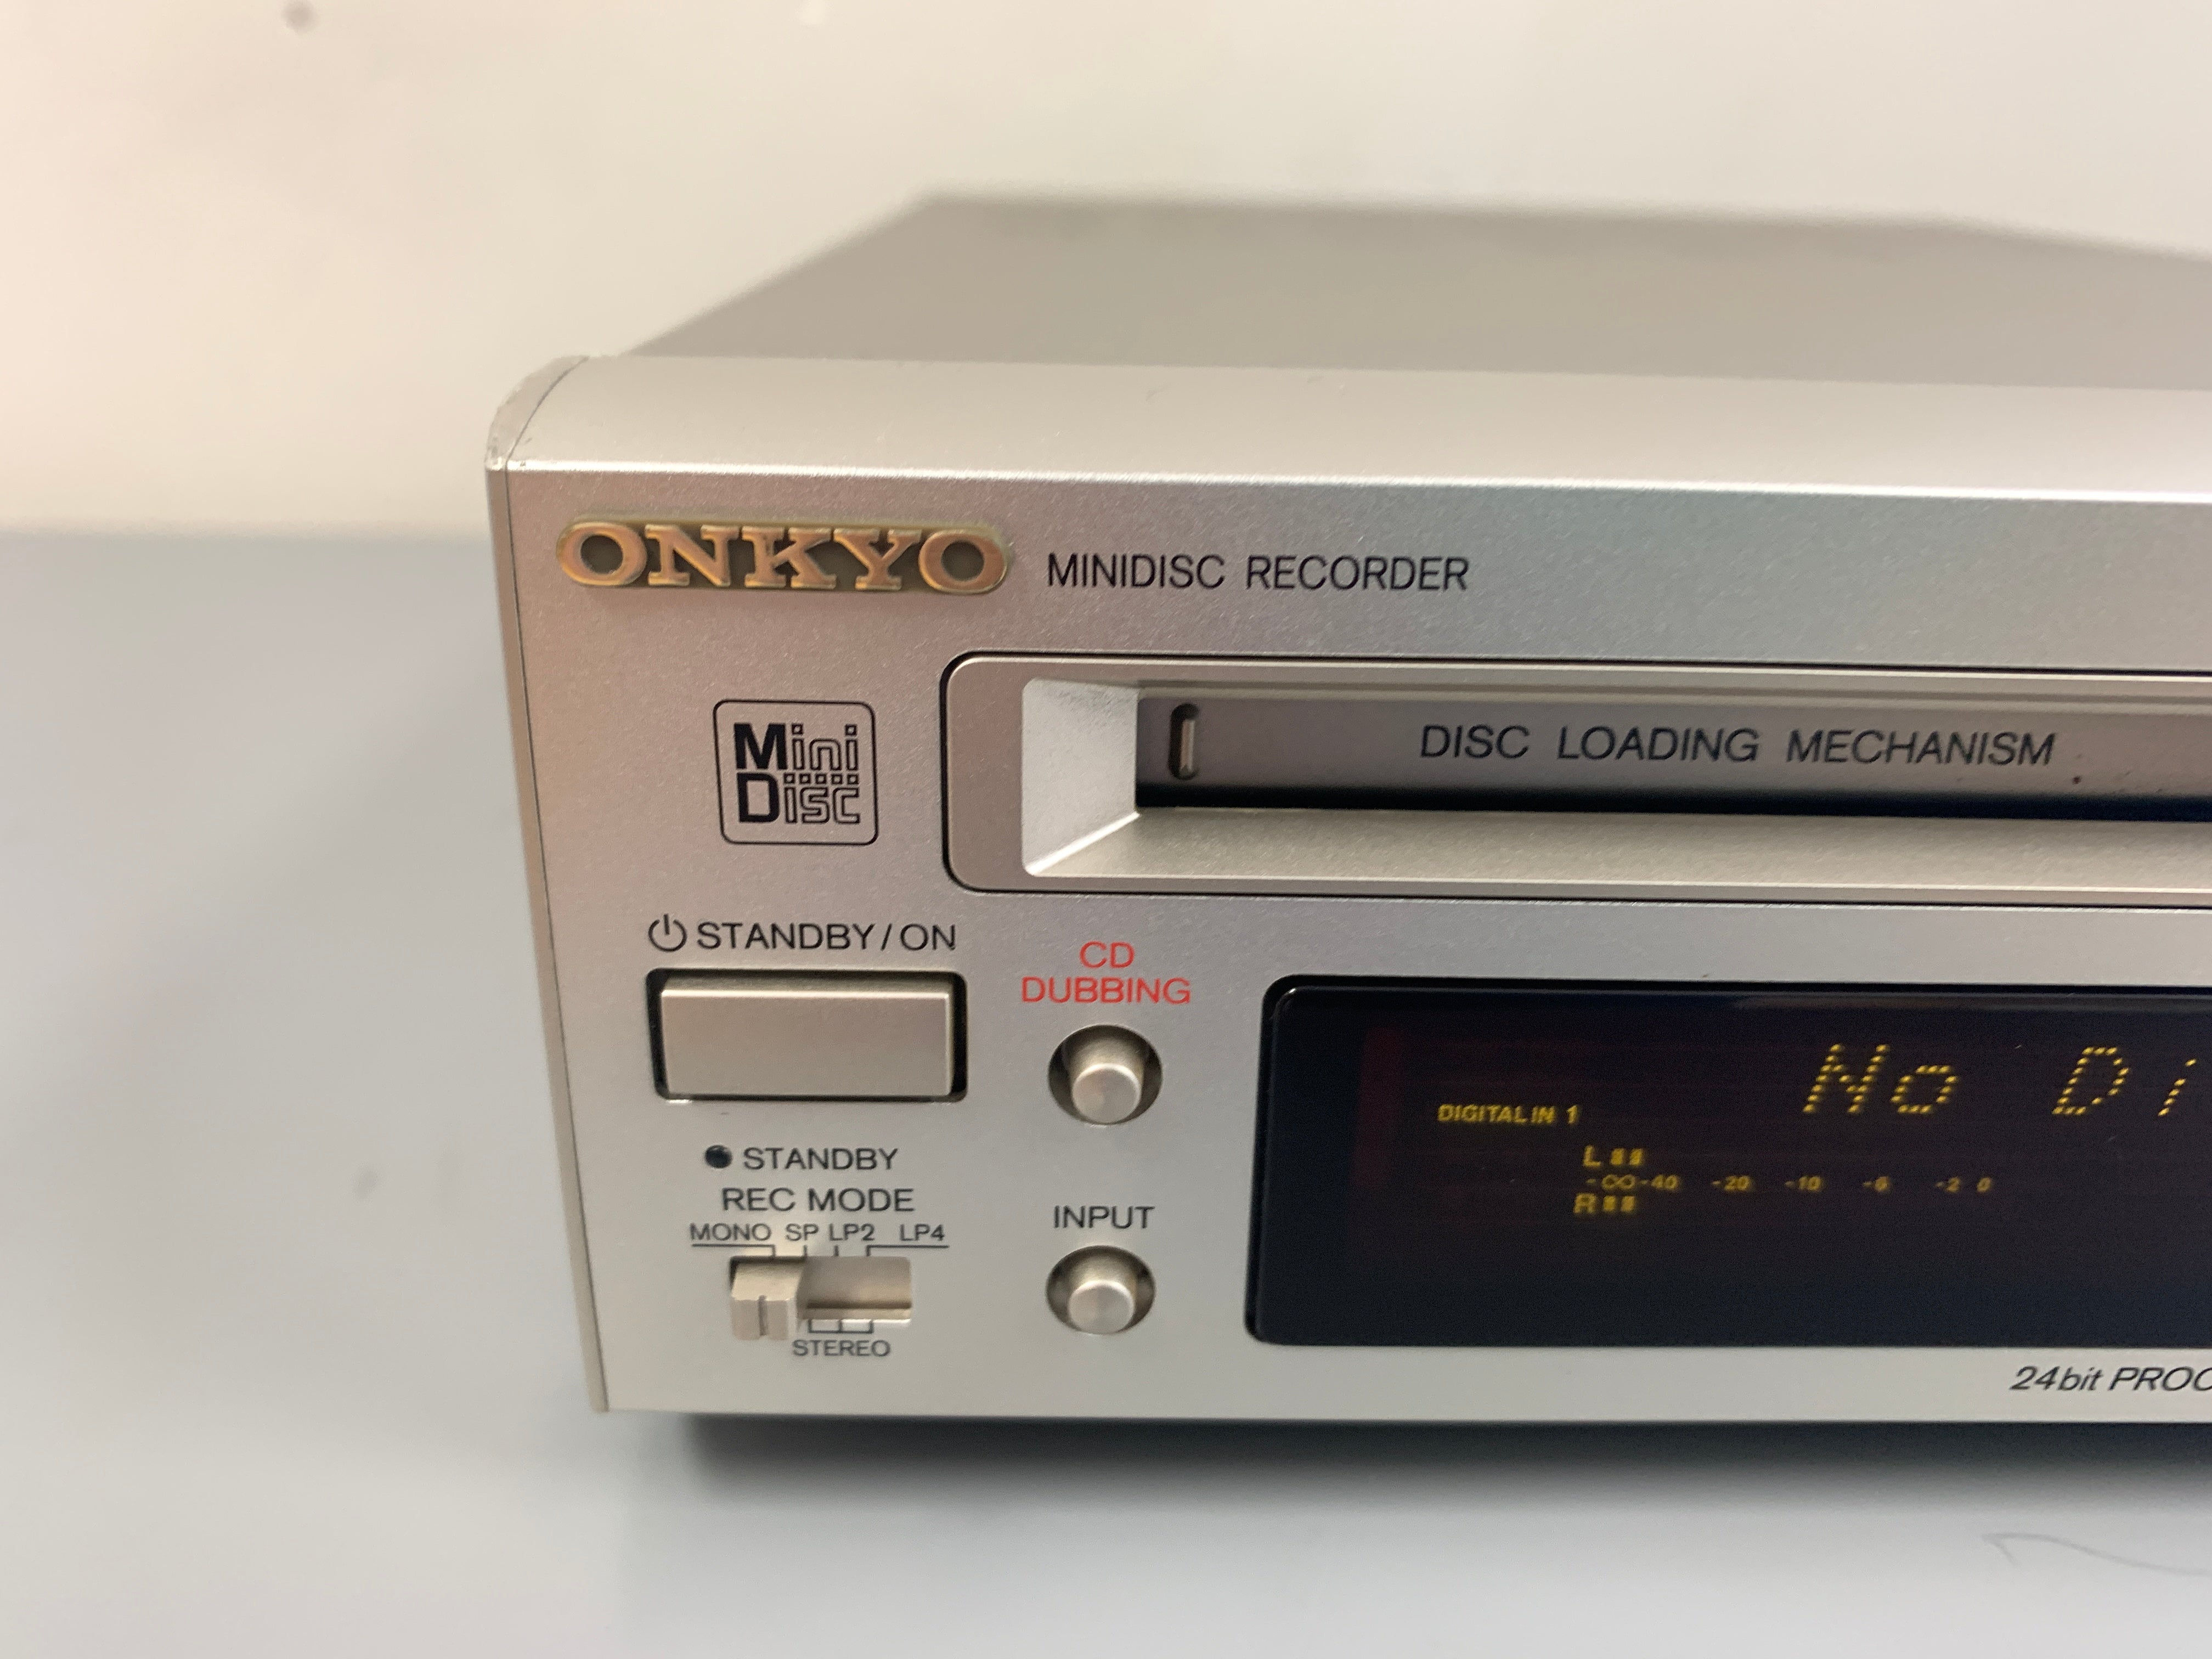 ONKYO MINIDISC RECORDER
Mini
Disc
DISC LOADING MECHANISM
STANDBY/ON
CD
DUBBING
No Di
DIGITAL IN 1
L
-∞-40 -20 -10 -6 -2 0
R
STANDBY
REC MODE
MONO SP LP2 LP4
STEREO
INPUT
24bit PROC